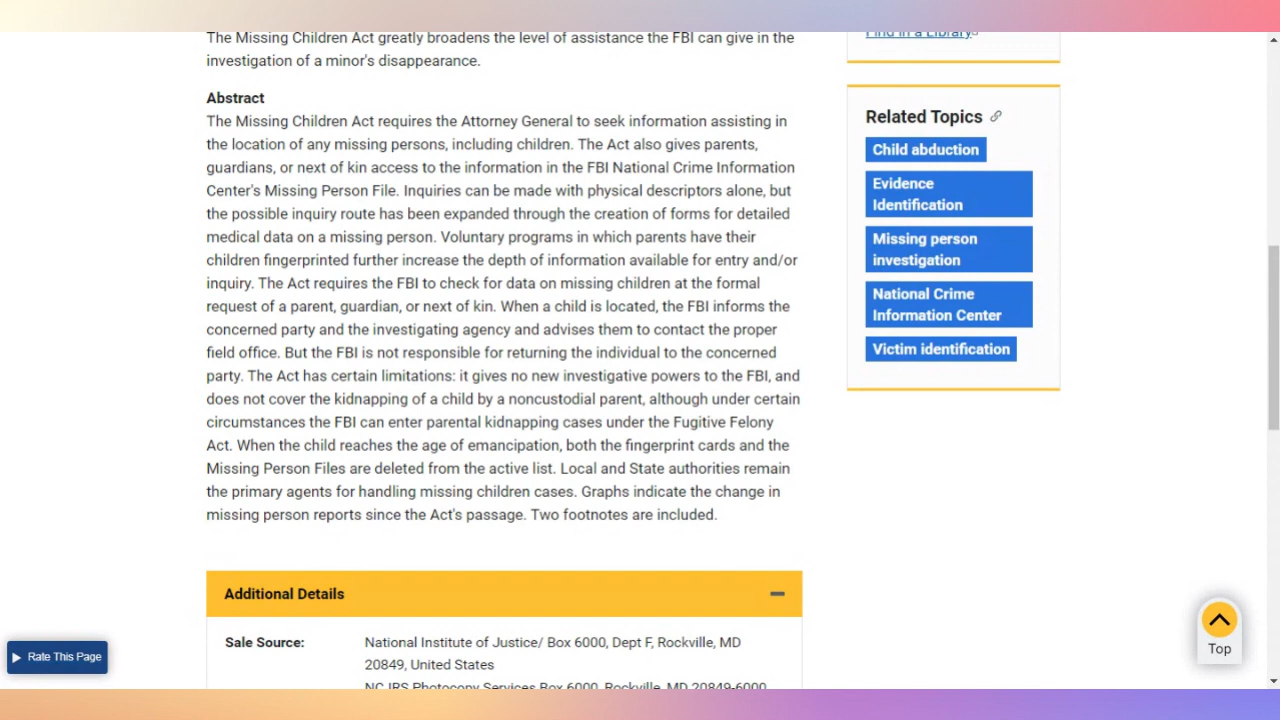 The Missing Children Act greatly broadens the level of assistance the FBI can give in the
investigation of a minor's disappearance.
Abstract
The Missing Children Act requires the Attorney General to seek information assisting in
the location of any missing persons, including children. The Act also gives parents,
guardians, or next of kin access to the information in the FBI National Crime Information
Center's Missing Person File. Inquiries can be made with physical descriptors alone, but
the possible inquiry route has been expanded through the creation of forms for detailed
medical data on a missing person. Voluntary programs in which parents have their
children fingerprinted further increase the depth of information available for entry and/or
inquiry. The Act requires the FBI to check for data on missing children at the formal
request of a parent, guardian, or next of kin. When a child is located, the FBI informs the
concerned party and the investigating agency and advises them to contact the proper
field office. But the FBI is not responsible for returning the individual to the concerned
party. The Act has certain limitations: it gives no new investigative powers to the FBI, and
does not cover the kidnapping of a child by a noncustodial parent, although under certain
circumstances the FBI can enter parental kidnapping cases under the Fugitive Felony
Act. When the child reaches the age of emancipation, both the fingerprint cards and the
Missing Person Files are deleted from the active list. Local and State authorities remain
the primary agents for handling missing children cases. Graphs indicate the change in
missing person reports since the Act's passage. Two footnotes are included.
Additional Details
Sale Source:
National Institute of Justice/ Box 6000, Dept F, Rockville, MD
20849, United States
NCJRS Photocopy Services Box 6000, Rockville, MD 20849-6000
Find in a Library
Related Topics
Child abduction
Evidence
Identification
Missing person
investigation
National Crime
Information Center
Victim identification
Rate This Page
Top